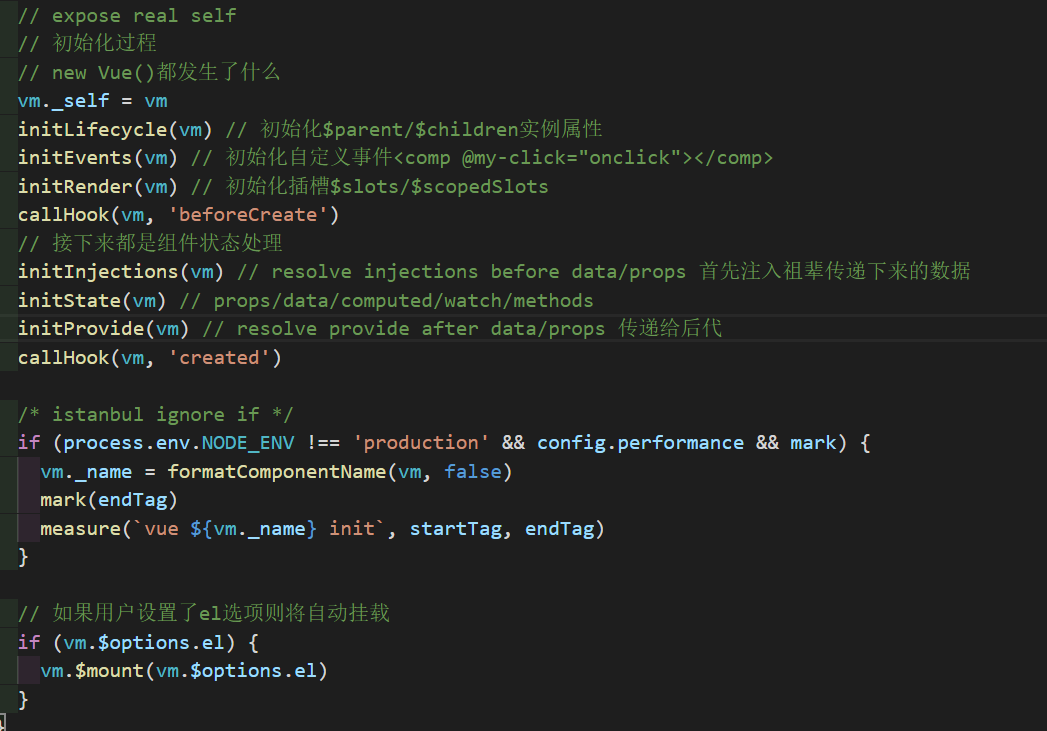 // expose real self
// 初始化过程
// new Vue()都发生了什么
vm._self = vm
initLifecycle(vm) // 初始化$parent/$children实例属性
initEvents(vm) // 初始化自定义事件<comp @my-click="onclick"></comp>
initRender(vm) // 初始化插槽$slots/$scopedSlots
callHook(vm, 'beforeCreate')
// 接下来都是组件状态处理
initInjections(vm) // resolve injections before data/props 首先注入祖辈传递下来的数据
initState(vm) // props/data/computed/watch/methods
initProvide(vm) // resolve provide after data/props 传递给后代
callHook(vm, 'created')
/* istanbul ignore if */
if (process.env.NODE_ENV !== 'production' && config.performance && mark) {
vm._name = formatComponentName(vm, false)
mark(endTag)
measure(`vue ${vm._name} init`, startTag, endTag)
}
// 如果用户设置了el选项则将自动挂载
if (vm.$options.el) {
vm.$mount(vm.$options.el)
}
}